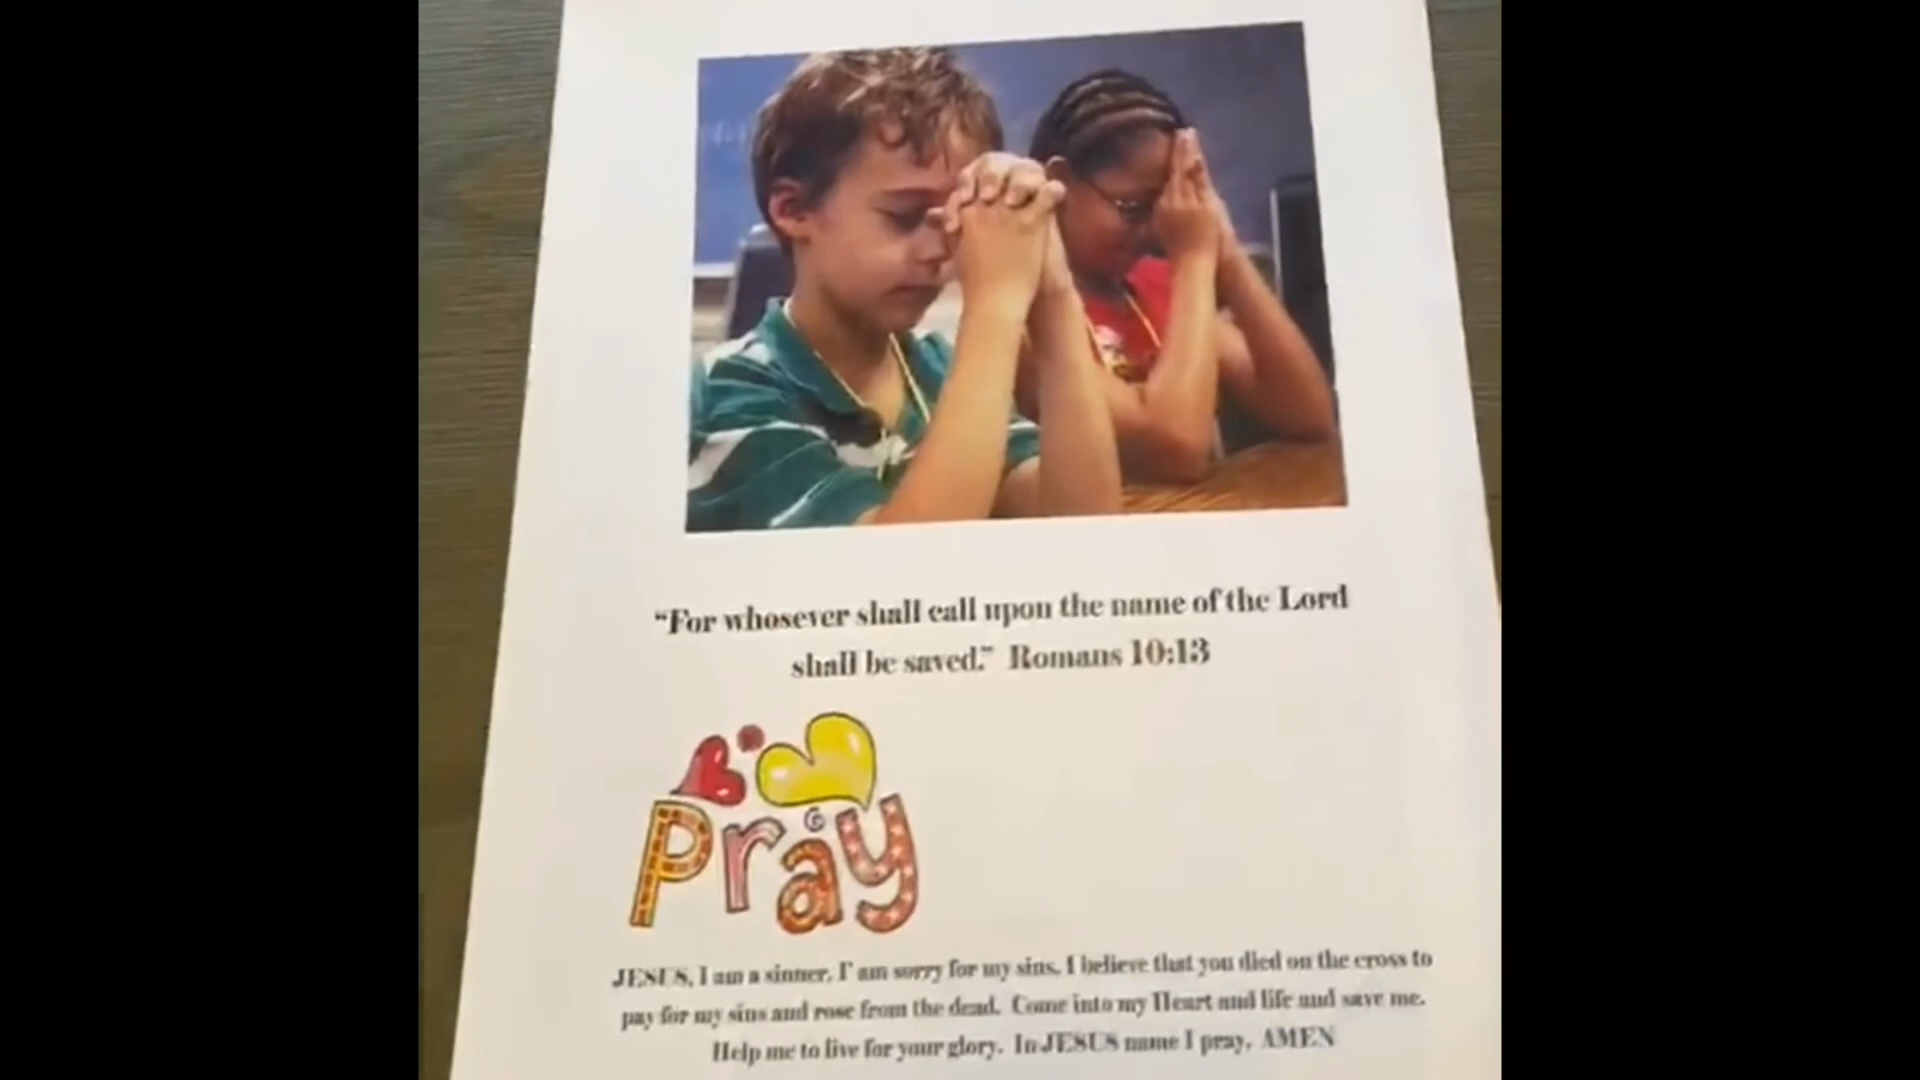 “For whosever shall call upon the name of the Lord
shall be saved.” Romans 10:13
Pray
JESUS, I am a sinner, I' am sorry for my sins. I believe that you died on the cross to
pay for my sins and rose from the dead. Come into my Heart and life and save me.
Help me to live for your glory. In JESUS name I pray, AMEN